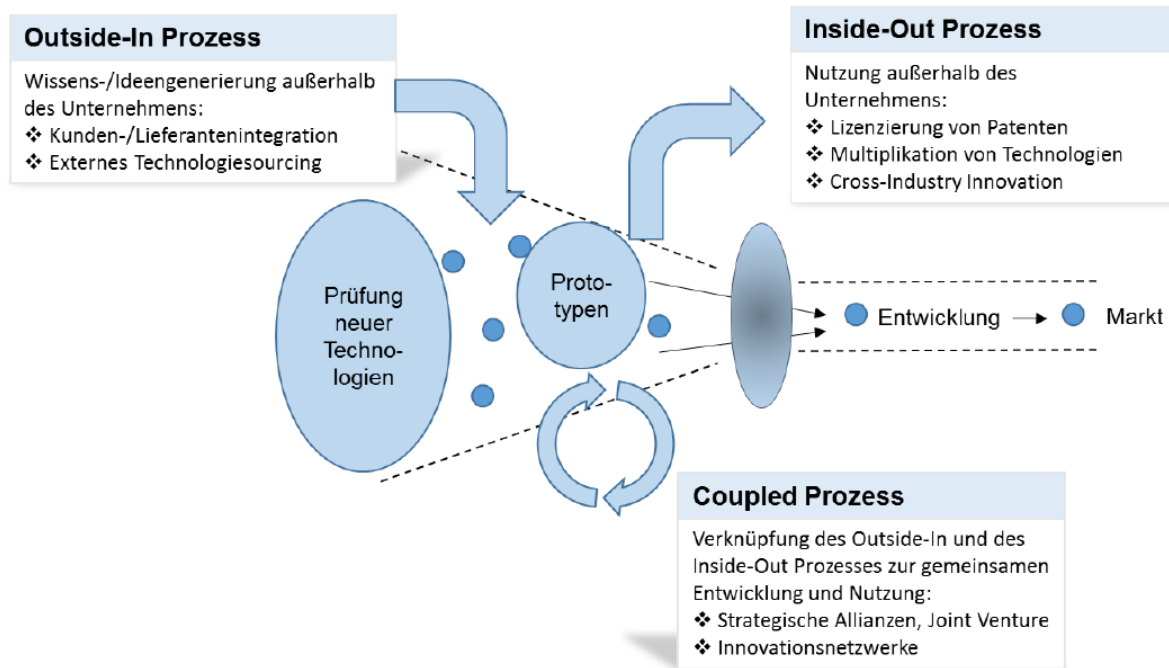 Outside-In Prozess
Wissens-/Ideengenerierung außerhalb
des Unternehmens:
❖ Kunden-/Lieferantenintegration
❖ Externes Technologiesourcing
Inside-Out Prozess
Nutzung außerhalb des
Unternehmens:
❖ Lizenzierung von Patenten
❖ Multiplikation von Technologien
❖ Cross-Industry Innovation
Prüfung
neuer
Techno-
logien
Proto-
typen
Entwicklung
Markt
Coupled Prozess
Verknüpfung des Outside-In und des
Inside-Out Prozesses zur gemeinsamen
Entwicklung und Nutzung:
❖ Strategische Allianzen, Joint Venture
❖ Innovationsnetzwerke